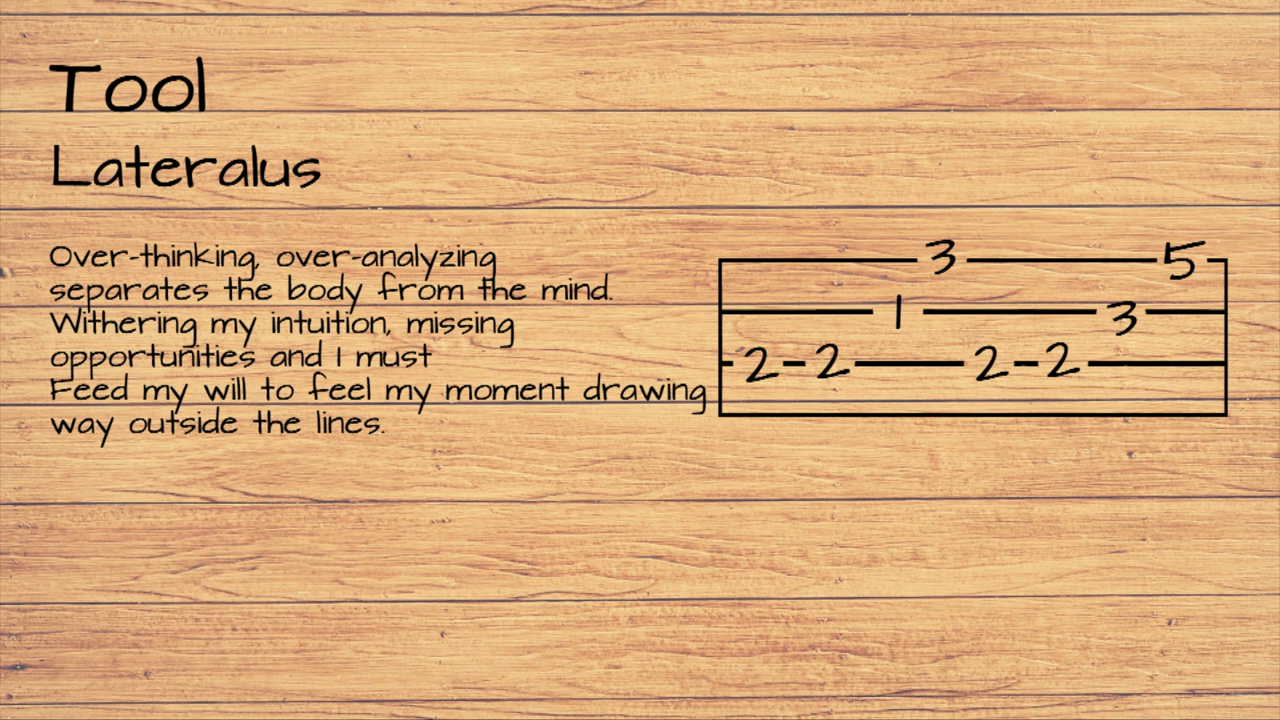 Tool
Lateralus
Over-thinking, over-analyzing
separates the body from the mind.
Withering my intuition, missing
opportunities and I must
Feed my will to feel my moment drawing
way outside the lines.
3 5
1 3
2-2 2-2